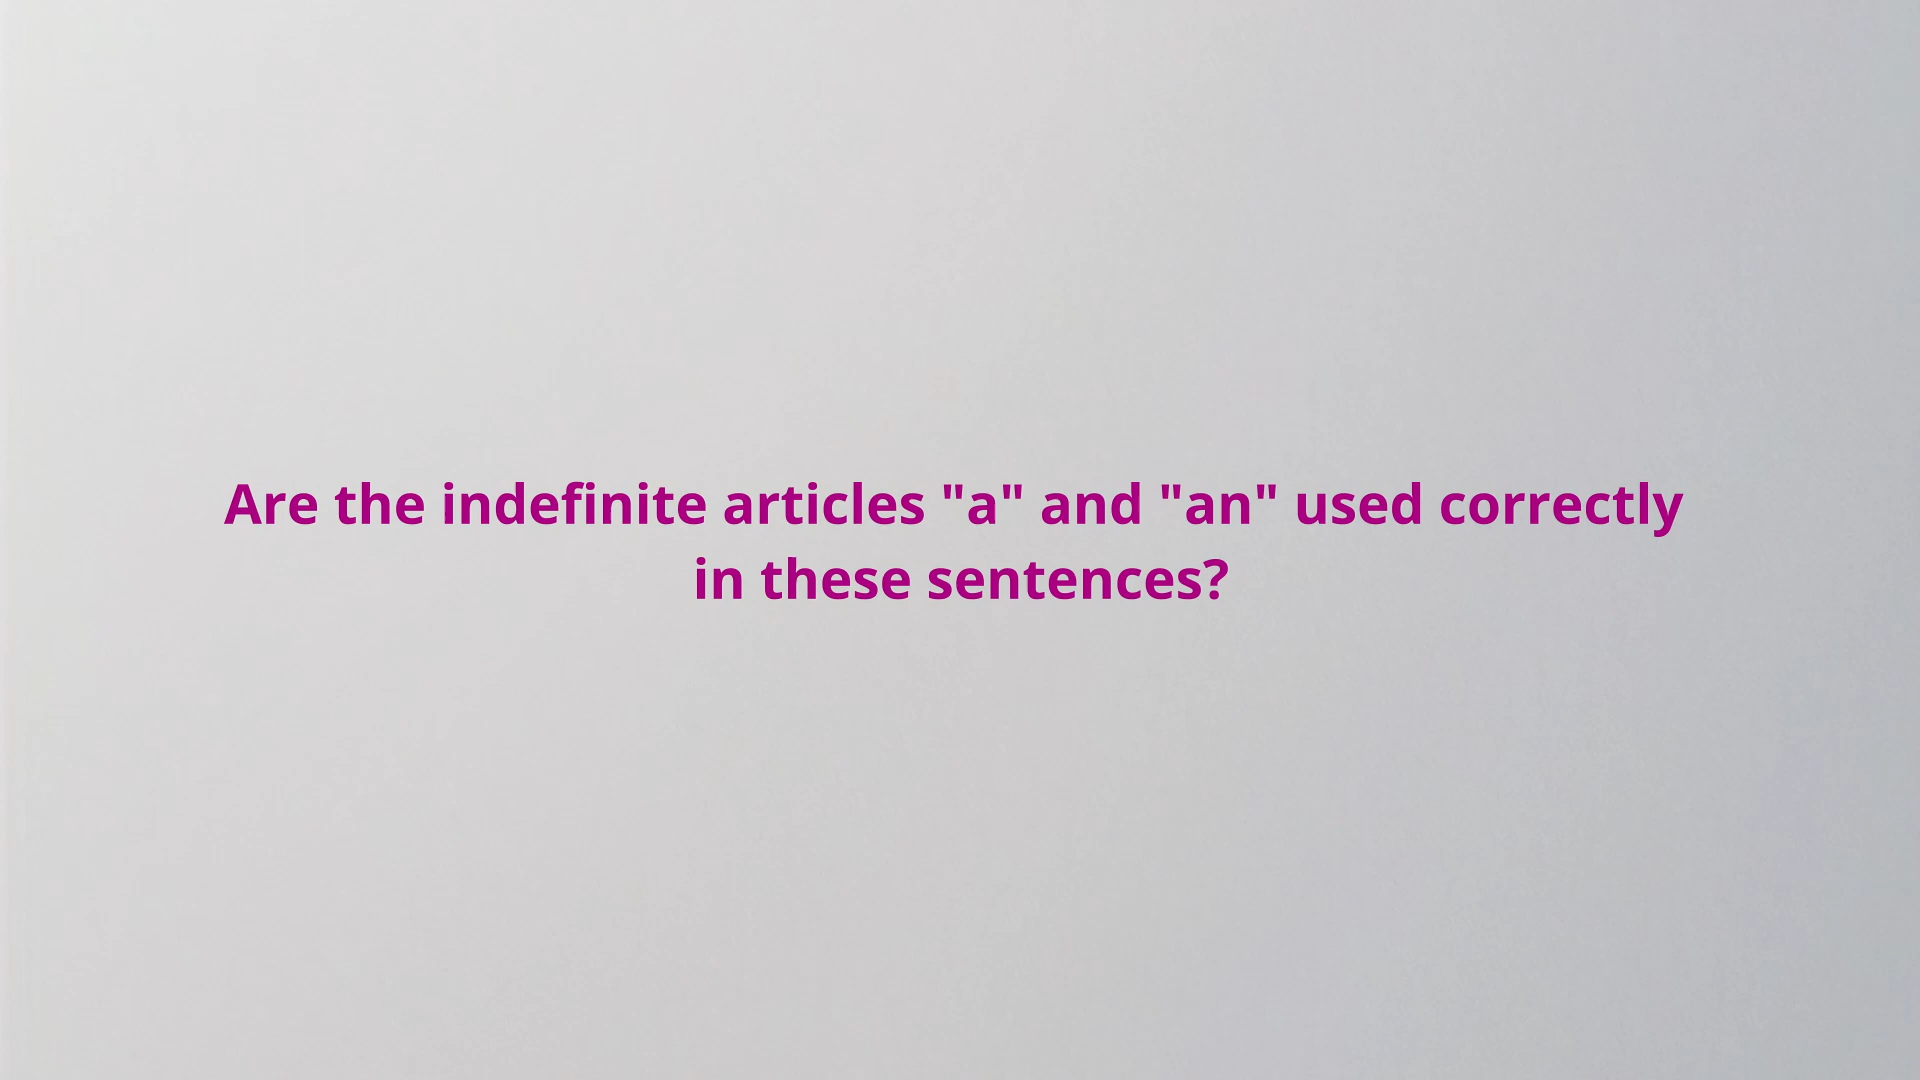 Are the indefinite articles "a" and "an" used correctly
in these sentences?